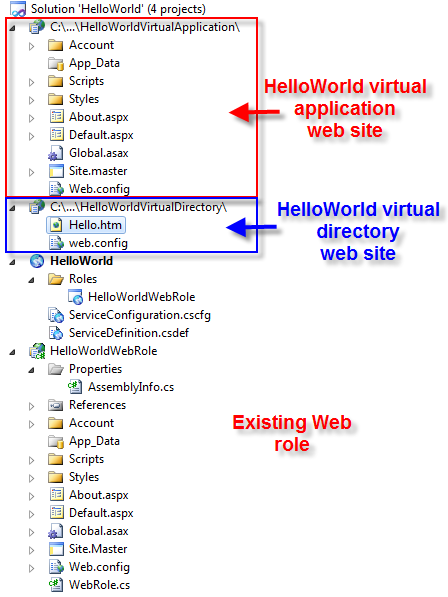 Solution 'HelloWorld' (4 projects)
C:\...\HelloWorldVirtualApplication\
Account
App_Data
Scripts
Styles
About.aspx
Default.aspx
Global.asax
Site.master
Web.config
HelloWorld virtual
application
web site
C:\...\HelloWorldVirtualDirectory\
Hello.htm
web.config
HelloWorld virtual
directory
web site
HelloWorld
Roles
HelloWorldWebRole
ServiceConfiguration.cscfg
ServiceDefinition.csdef
HelloWorldWebRole
Properties
AssemblyInfo.cs
References
Account
App_Data
Scripts
Styles
About.aspx
Default.aspx
Global.asax
Site.Master
Web.config
WebRole.cs
Existing Web
role